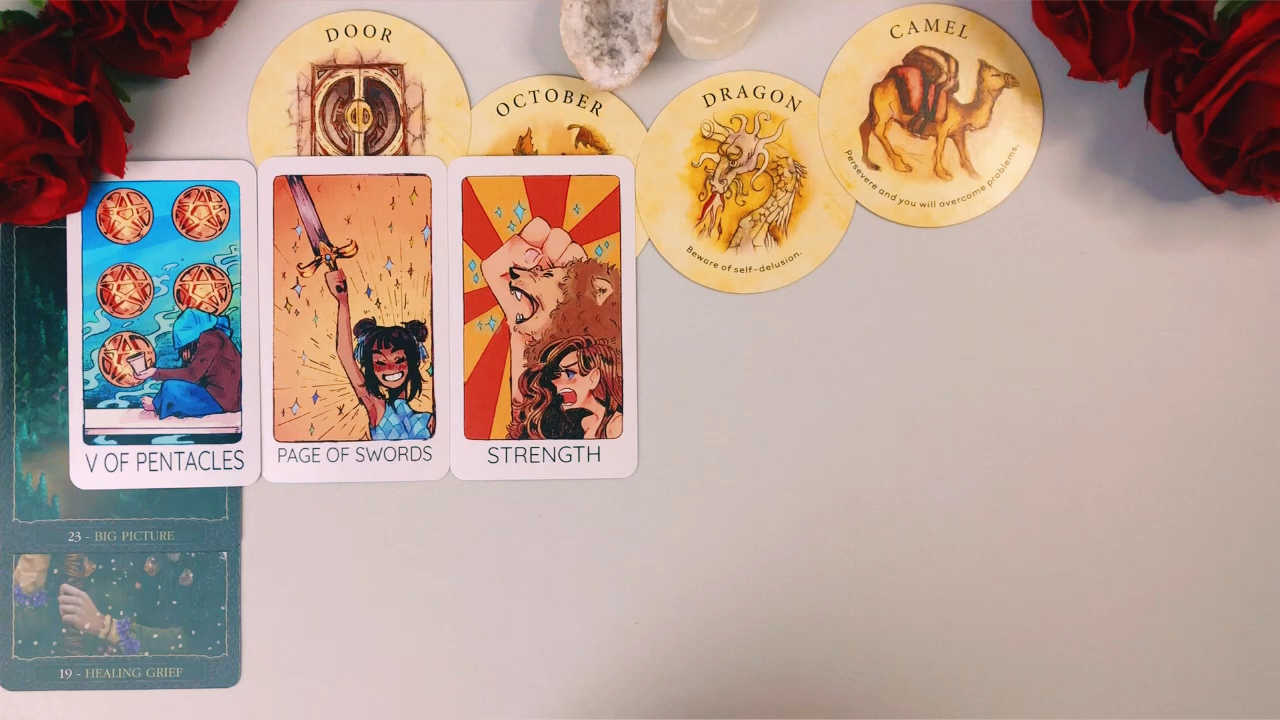 DOOR
OCTOBER
DRAGON
Beware of self-delusion.
CAMEL
Persevere and you will overcome problems.
V OF PENTACLES
PAGE OF SWORDS
STRENGTH
23 - BIG PICTURE
19 - HEALING GRIEF